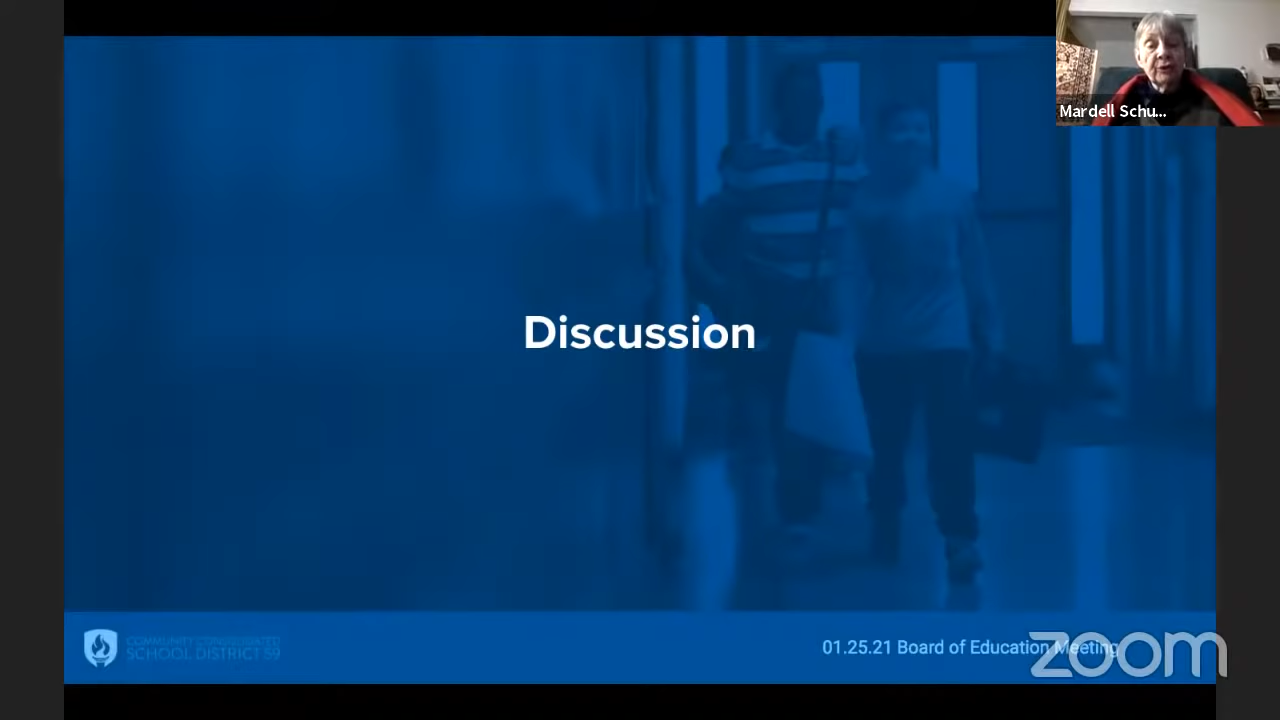 Mardell Schu...
Discussion
COMMUNITY CONSOLIDATED
SCHOOL DISTRICT 59
01.25.21 Board of Education Meeting
zoom